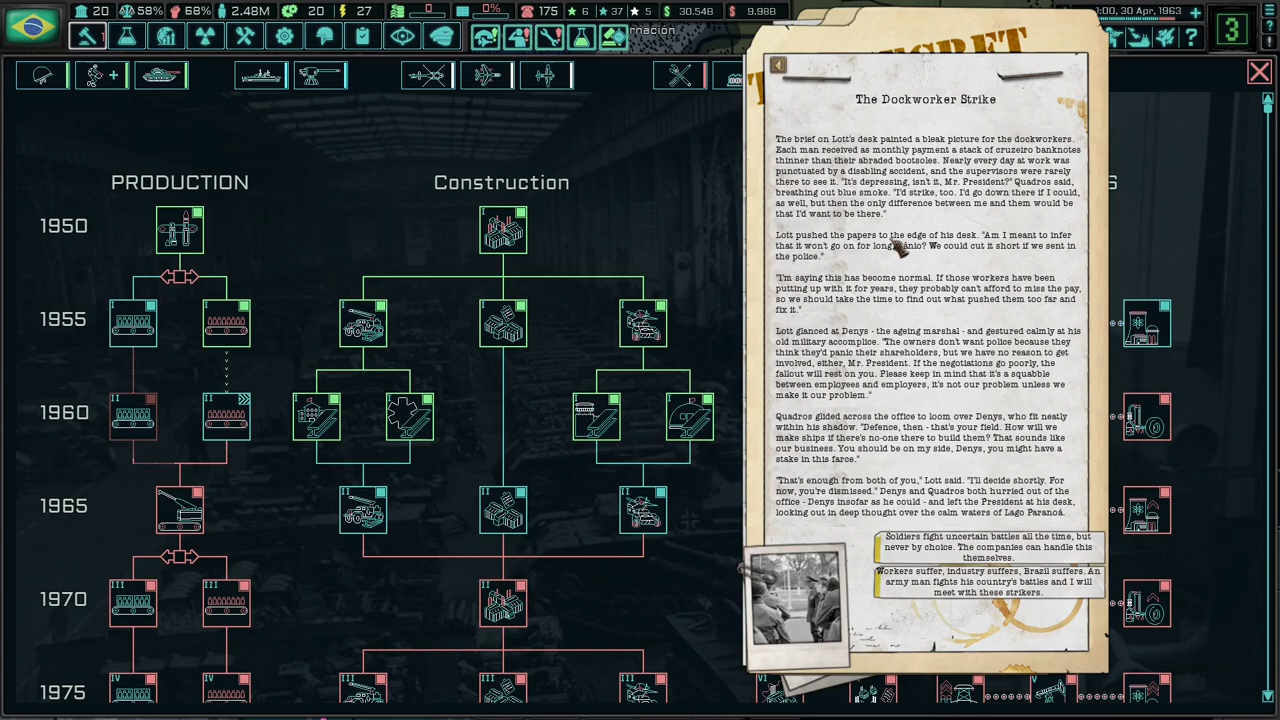 20 58% 68% 2.48M 20 27 0 0% 175 6 37 5 $ 30.54B $ 9.98B 1:00, 30 Apr, 1963 3
rnación
PRODUCTION
Construction
S
1950
1955
1960
1965
1970
1975
I
I
I
I
I
I
II
II
I
I
I
I
II
II
II
III
III
II
IV
IV
III
III
III
VI
V
SECRET
The Dockworker Strike
The brief on Lott's desk painted a bleak picture for the dockworkers.
Each man received as monthly payment a stack of cruzeiro banknotes
thinner than their abraded bootsoles. Nearly every day at work was
punctuated by a disabling accident, and the supervisors were rarely
there to see it. "It's depressing, isn't it, Mr. President?" Quadros said,
breathing out blue smoke. "I'd strike, too. I'd go down there if I could,
as well, but then the only difference between me and them would be
that I'd want to be there."
Lott pushed the papers to the edge of his desk. "Am I meant to infer
that it won't go on for long, Jânio? We could cut it short if we sent in
the police."
"I'm saying this has become normal. If those workers have been
putting up with it for years, they probably can't afford to miss the pay,
so we should take the time to find out what pushed them too far and
fix it."
Lott glanced at Denys - the ageing marshal - and gestured calmly at his
old military accomplice. "The owners don't want police because they
think they'd panic their shareholders, but we have no reason to get
involved, either, Mr. President. If the negotiations go poorly, the
fallout will rest on you. Please keep in mind that it's a squabble
between employees and employers, it's not our problem unless we
make it our problem."
Quadros glided across the office to loom over Denys, who fit neatly
within his shadow. "Defence, then - that's your field. How will we
make ships if there's no-one there to build them? That sounds like
our business. You should be on my side, Denys, you might have a
stake in this farce."
"That's enough from both of you," Lott said. "I'll decide shortly. For
now, you're dismissed." Denys and Quadros both hurried out of the
office - Denys insofar as he could - and left the President at his desk,
looking out in deep thought over the calm waters of Lago Paranoá.
Soldiers fight uncertain battles all the time, but
never by choice. The companies can handle this
themselves.
Workers suffer, industry suffers, Brazil suffers. An
army man fights his country's battles and I will
meet with these strikers.